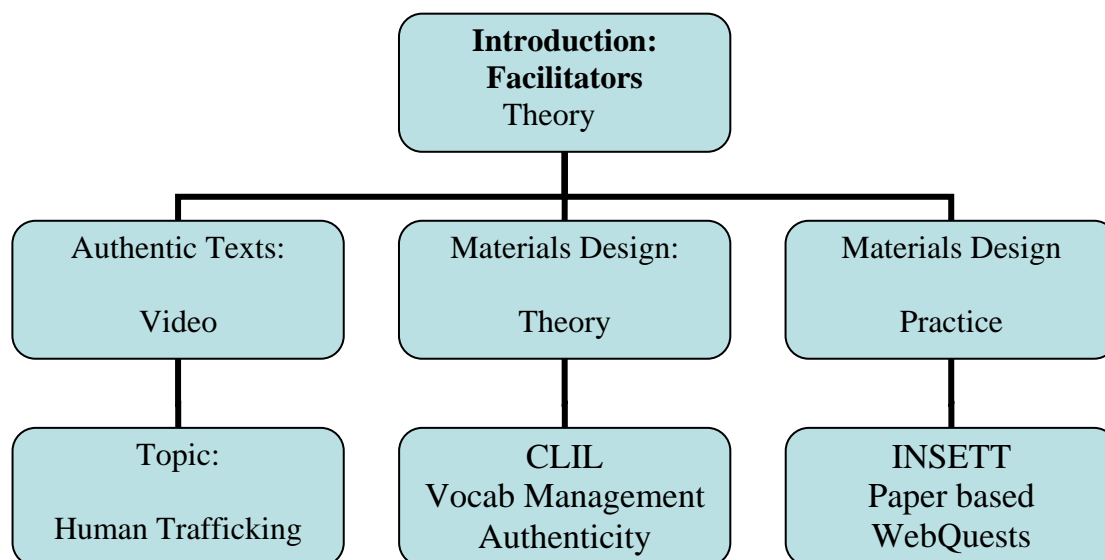 Introduction:
Facilitators
Theory
Authentic Texts:
Video
Materials Design:
Theory
Materials Design
Practice
Topic:
Human Trafficking
CLIL
Vocab Management
Authenticity
INSETT
Paper based
WebQuests